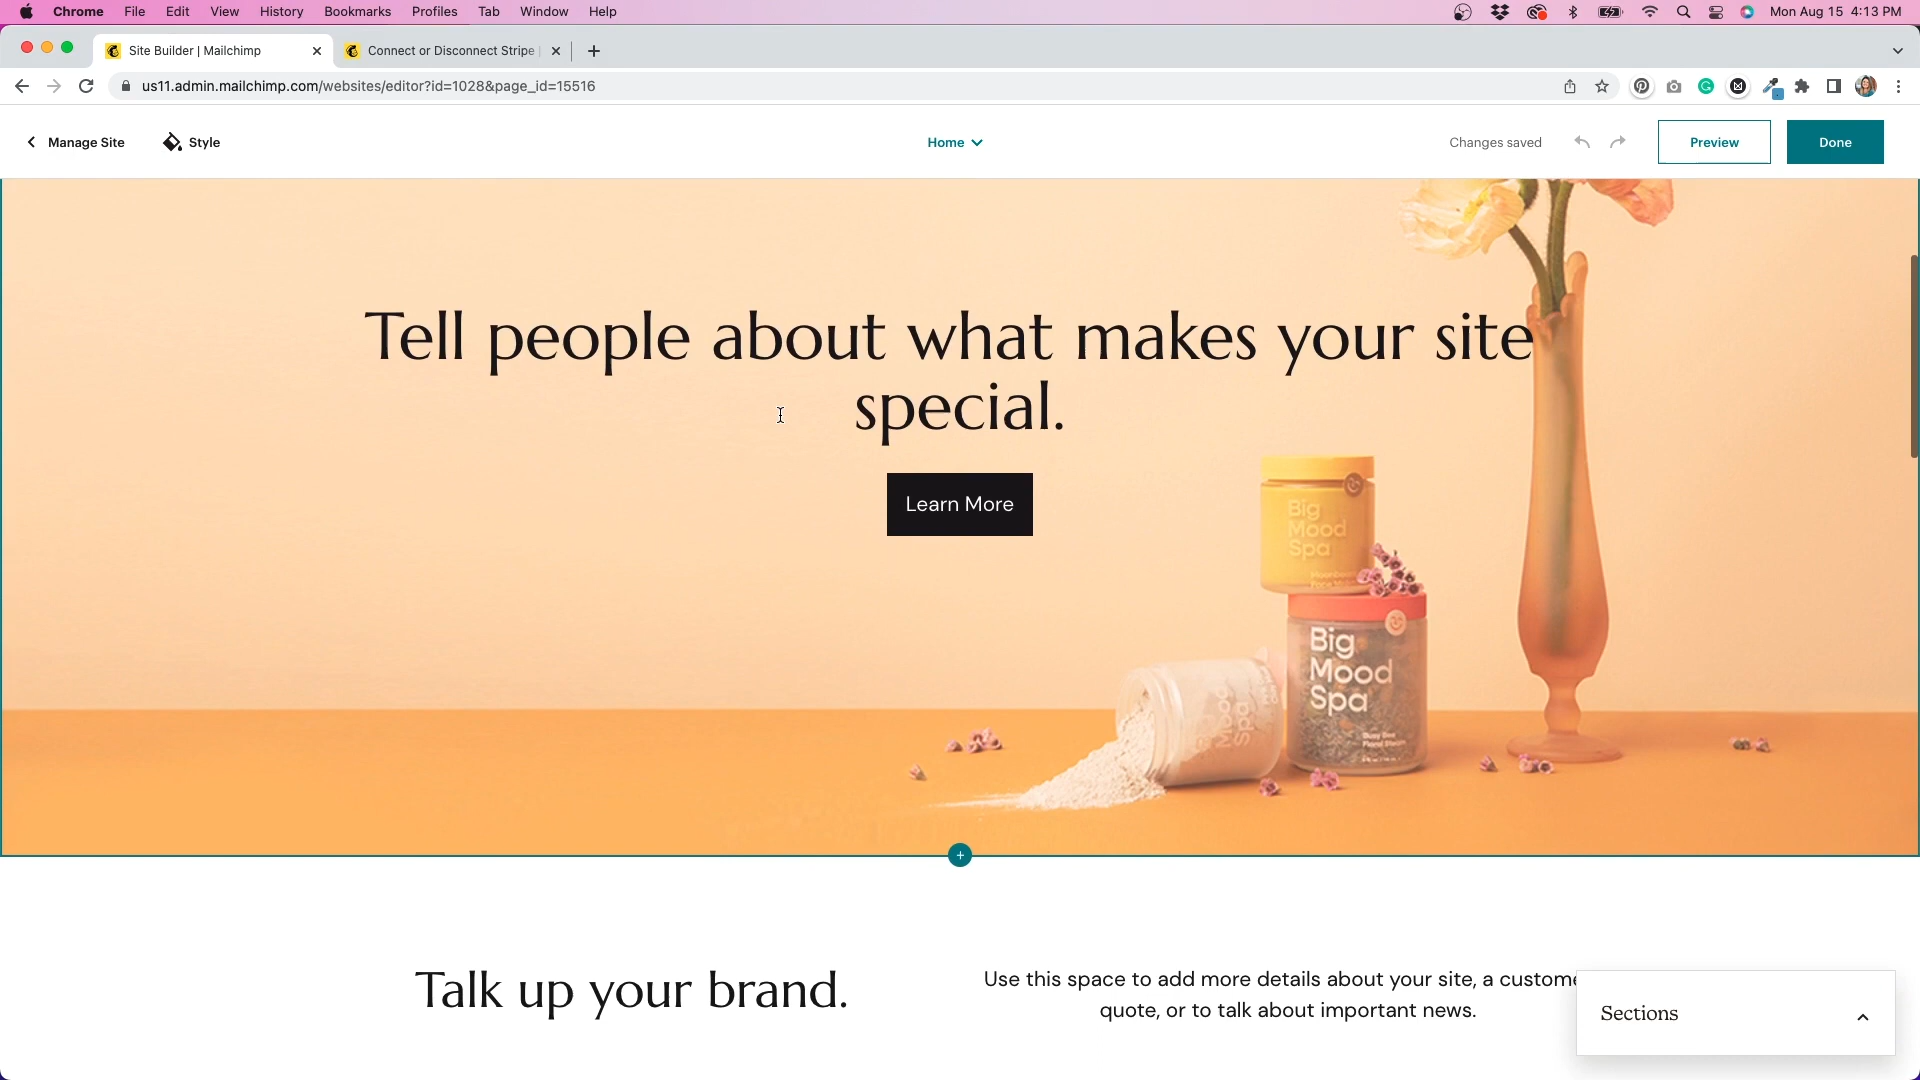 Chrome File Edit View History Bookmarks Profiles Tab Window Help Mon Aug 15 4:13 PM
Site Builder | Mailchimp Connect or Disconnect Stripe |
us11.admin.mailchimp.com/websites/editor?id=1028&page_id=15516
Manage Site Style Home Changes saved Preview Done
Tell people about what makes your site
special.
Learn More
Big
Mood
Spa
Big
Mood
Spa
Talk up your brand.
Use this space to add more details about your site, a custome
quote, or to talk about important news.
Sections